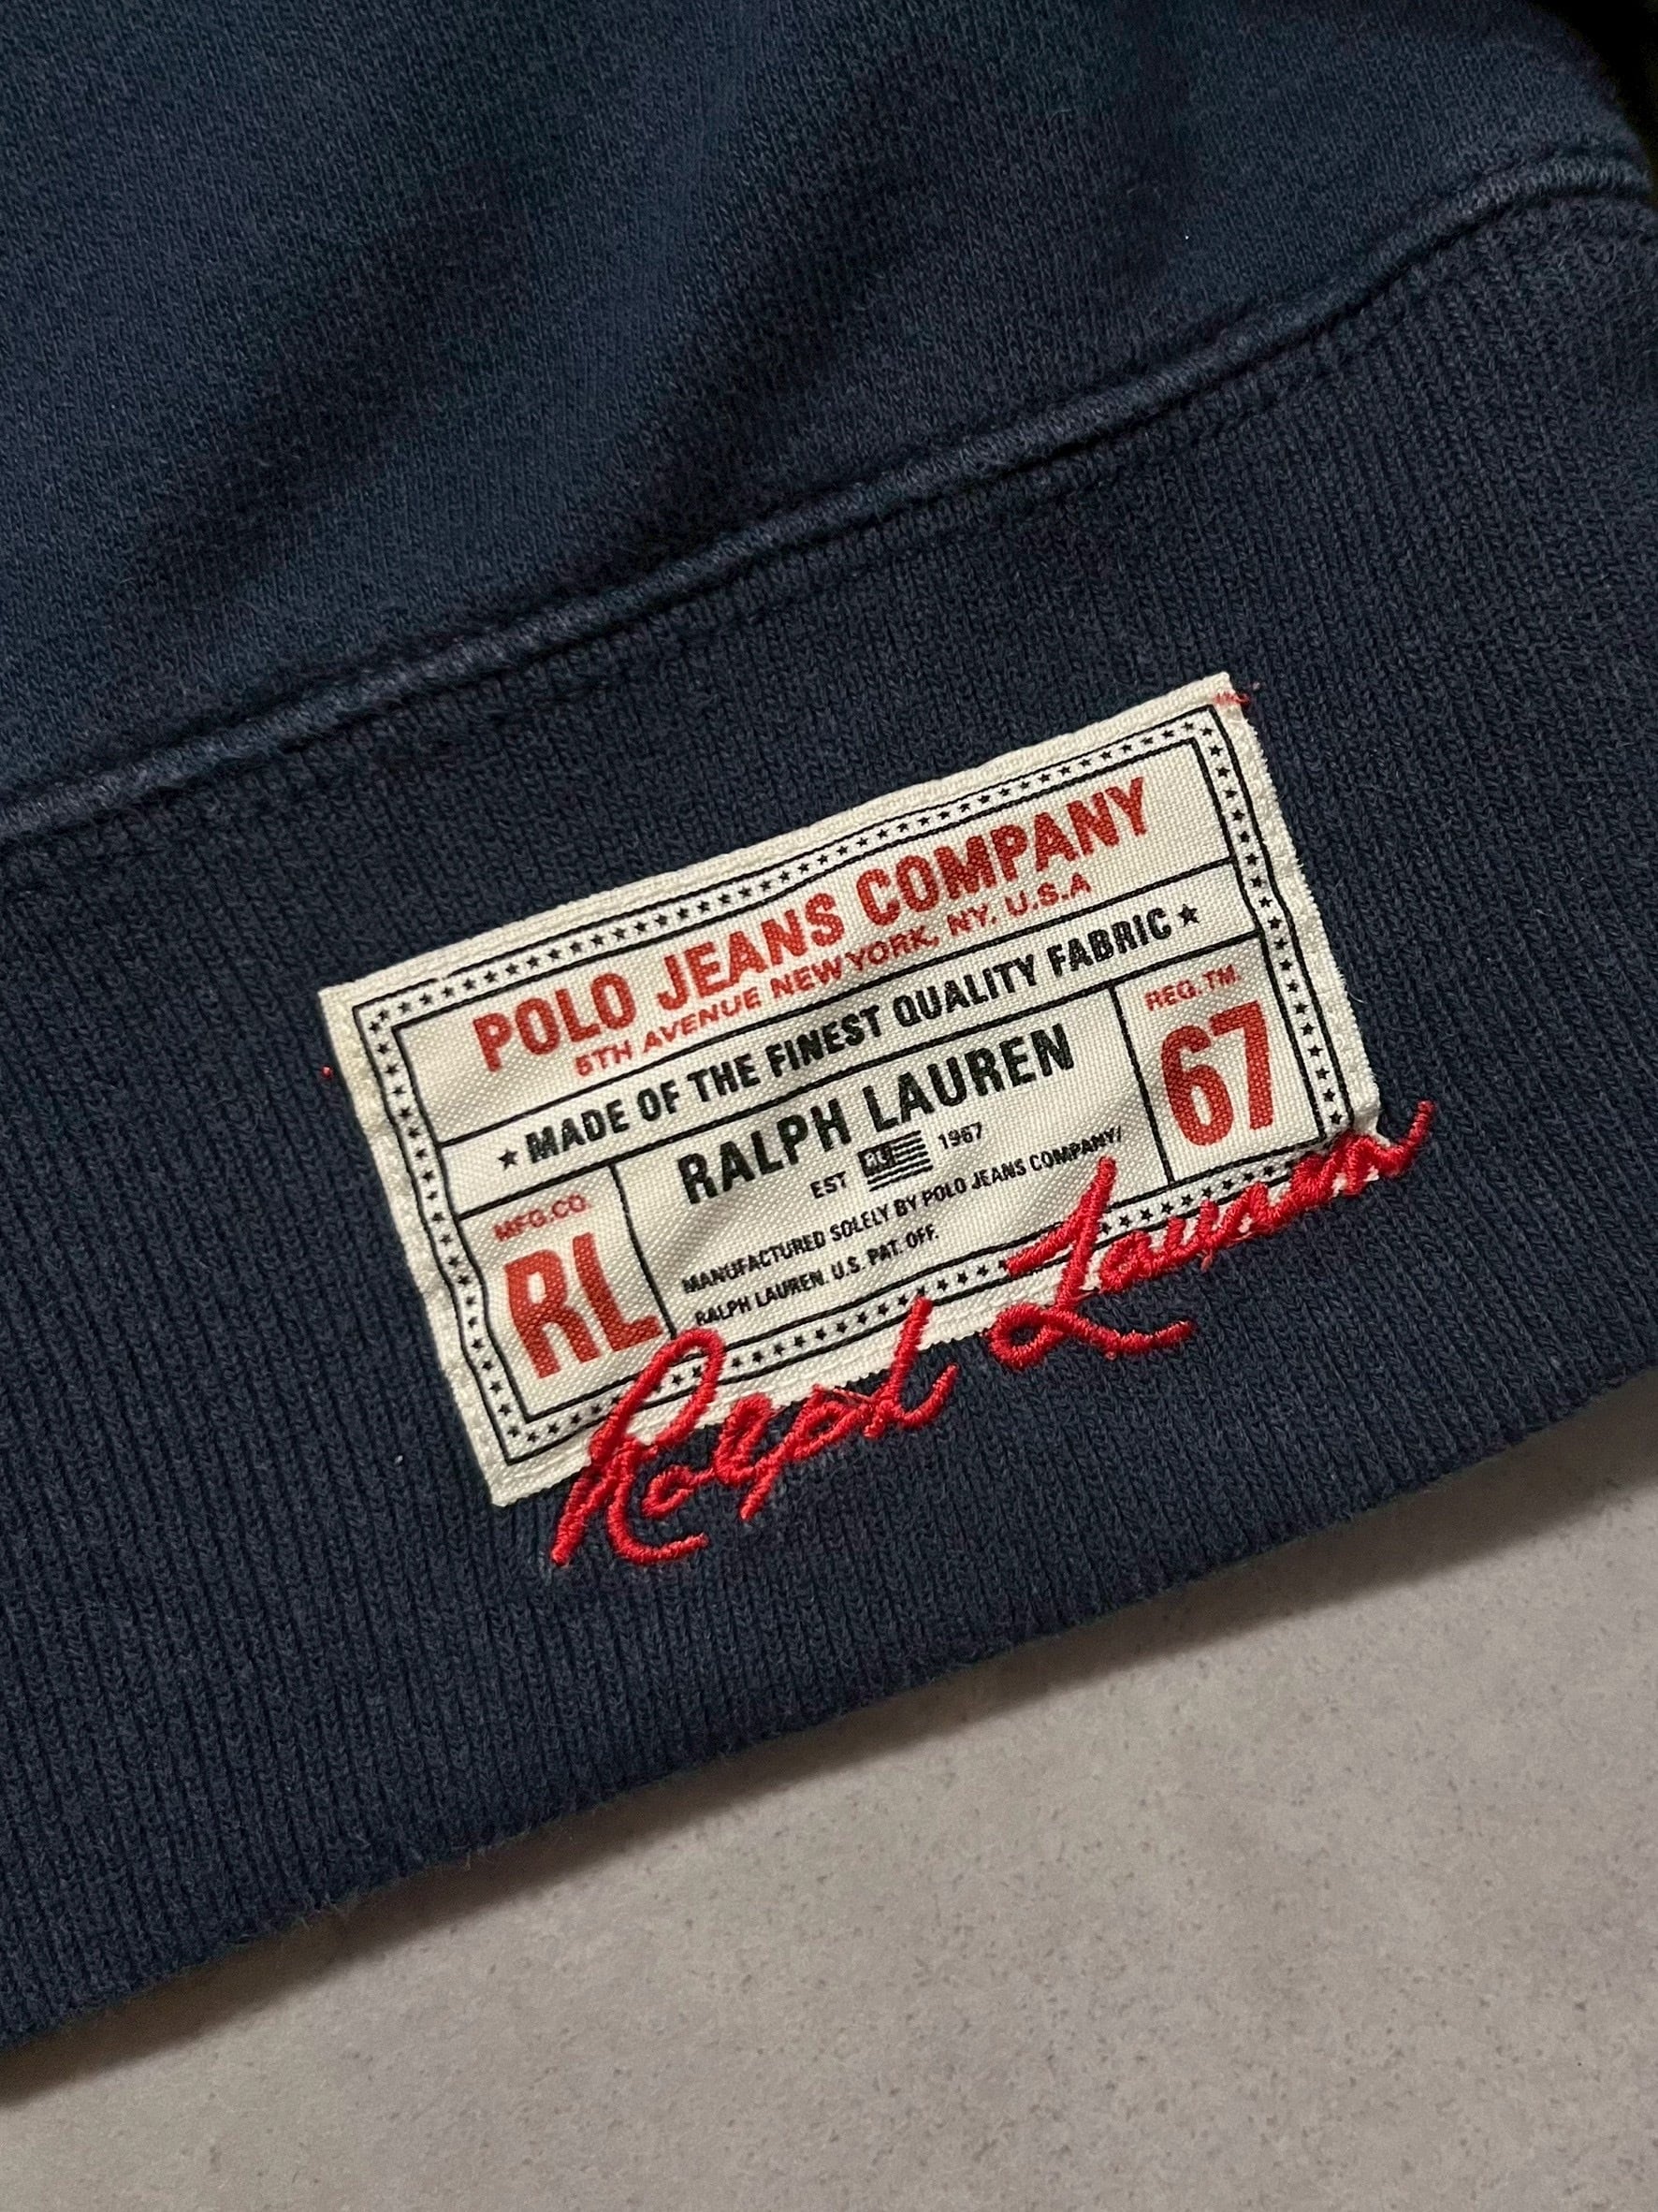 POLO JEANS COMPANY
5TH AVENUE NEW YORK, NY. U.S.A
★ MADE OF THE FINEST QUALITY FABRIC ★
MFG.CO.
RL
RALPH LAUREN
EST RL 1967
MANUFACTURED SOLELY BY POLO JEANS COMPANY/
RALPH LAUREN. U.S. PAT. OFF.
REG. TM.
67
Ralph Lauren